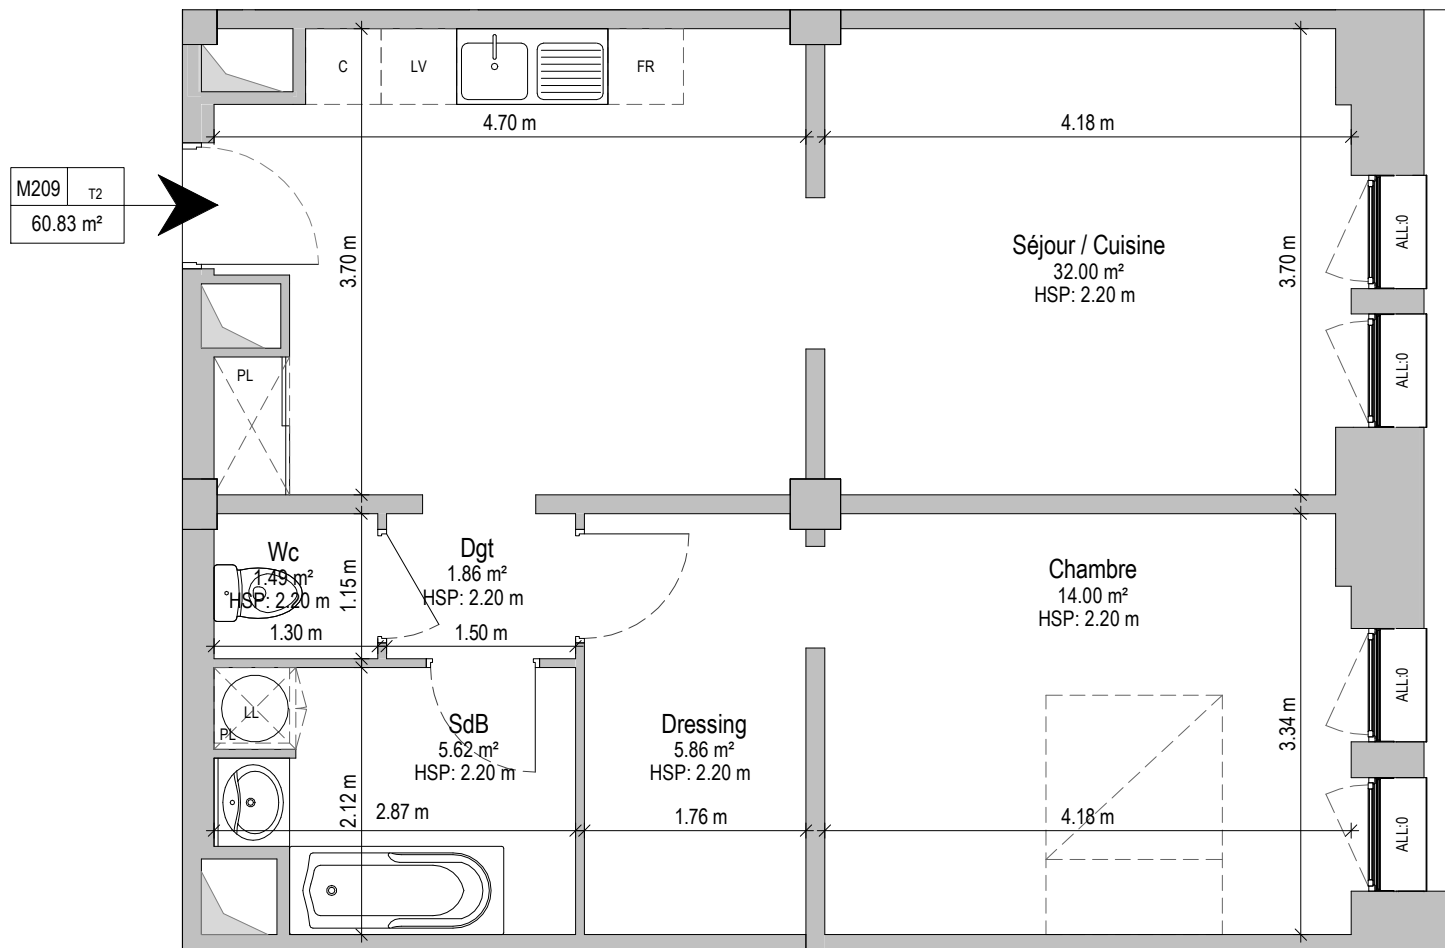 C
LV
FR
4.70 m
4.18 m
M209
T2
60.83 m²
3.70 m
Séjour / Cuisine
32.00 m²
HSP: 2.20 m
3.70 m
ALL:0
ALL:0
PL
Wc
1.49 m²
HSP: 2.20 m
1.15 m
1.30 m
Dgt
1.86 m²
HSP: 2.20 m
1.50 m
Chambre
14.00 m²
HSP: 2.20 m
ALL:0
LL
PL
SdB
5.62 m²
HSP: 2.20 m
Dressing
5.86 m²
HSP: 2.20 m
3.34 m
2.12 m
2.87 m
1.76 m
4.18 m
ALL:0